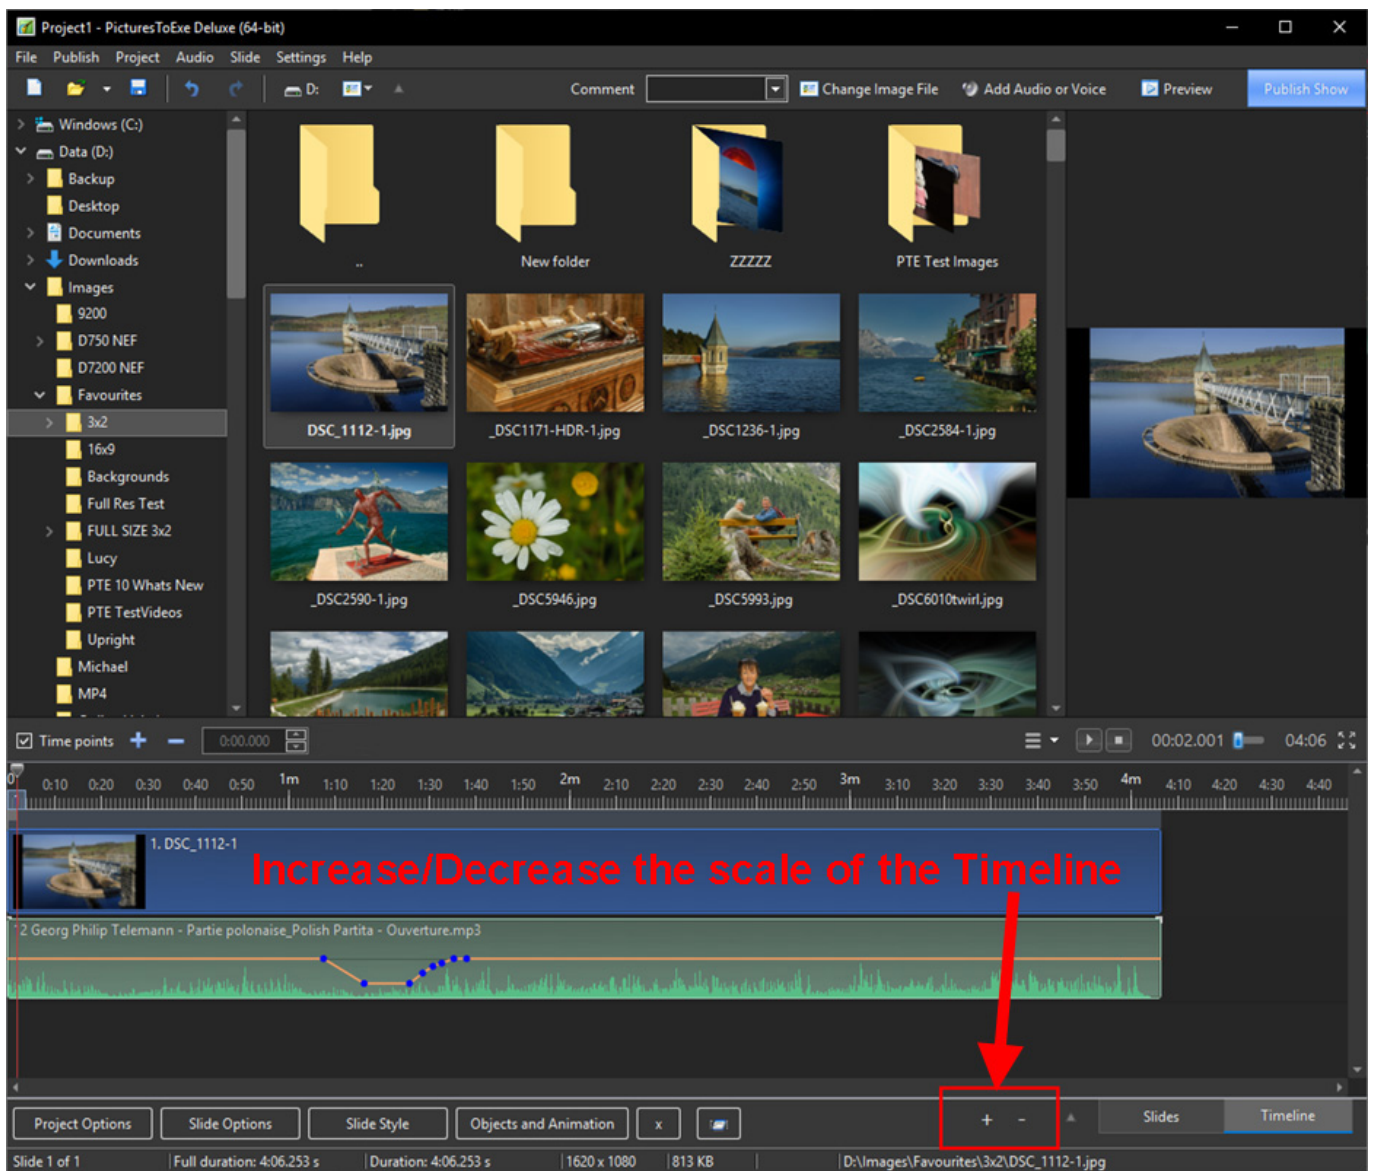 Project1 - PicturesToExe Deluxe (64-bit)
File Publish Project Audio Slide Settings Help
D: Comment Change Image File Add Audio or Voice Preview Publish Show
Windows (C:)
Data (D:)
Backup
Desktop
Documents
Downloads
Images
9200
D750 NEF
D7200 NEF
Favourites
3x2
16x9
Backgrounds
Full Res Test
FULL SIZE 3x2
Lucy
PTE 10 Whats New
PTE TestVideos
Upright
Michael
MP4
.. New folder ZZZZZ PTE Test Images
DSC_1112-1.jpg _DSC1171-HDR-1.jpg _DSC1236-1.jpg _DSC2584-1.jpg
_DSC2590-1.jpg _DSC5946.jpg _DSC5993.jpg _DSC6010twirl.jpg
Time points + − 0:00.000 00:02.001 04:06
0 0:10 0:20 0:30 0:40 0:50 1m 1:10 1:20 1:30 1:40 1:50 2m 2:10 2:20 2:30 2:40 2:50 3m 3:10 3:20 3:30 3:40 3:50 4m 4:10 4:20 4:30 4:40
1. DSC_1112-1
Increase/Decrease the scale of the Timeline
2 Georg Philip Telemann - Partie polonaise_Polish Partita - Ouverture.mp3
Project Options Slide Options Slide Style Objects and Animation x + - Slides Timeline
Slide 1 of 1 Full duration: 4:06.253 s Duration: 4:06.253 s 1620 x 1080 813 KB D:\Images\Favourites\3x2\DSC_1112-1.jpg